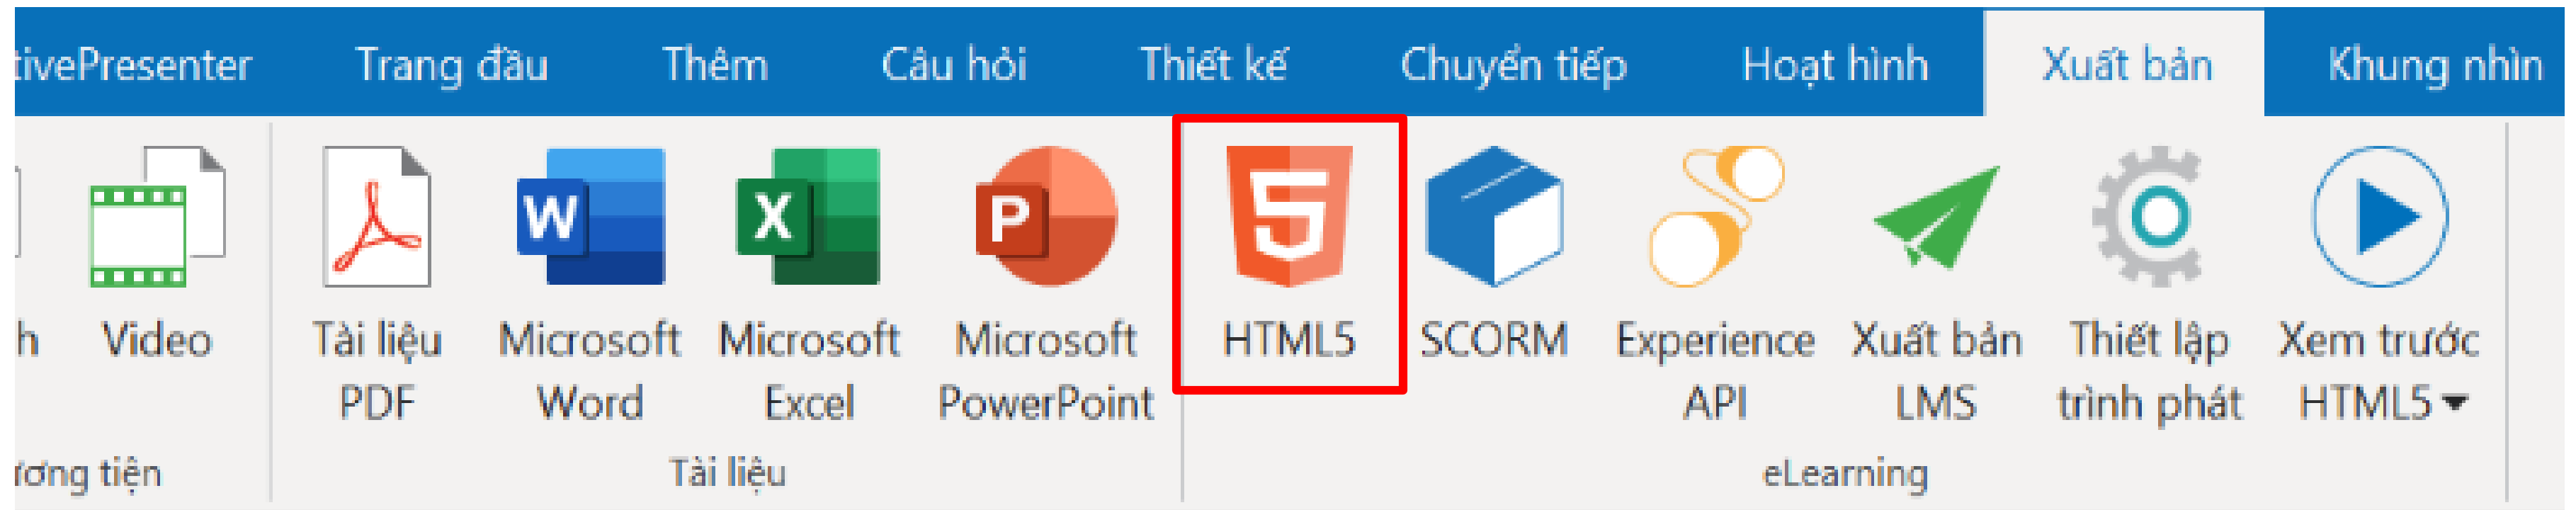 tivePresenter Trang đầu Thêm Câu hỏi Thiết kế Chuyển tiếp Hoạt hình Xuất bản Khung nhìn
h Video Tài liệu Microsoft Microsoft Microsoft HTML5 SCORM Experience Xuất bản Thiết lập Xem trước
PDF Word Excel PowerPoint API LMS trình phát HTML5
ương tiện Tài liệu eLearning